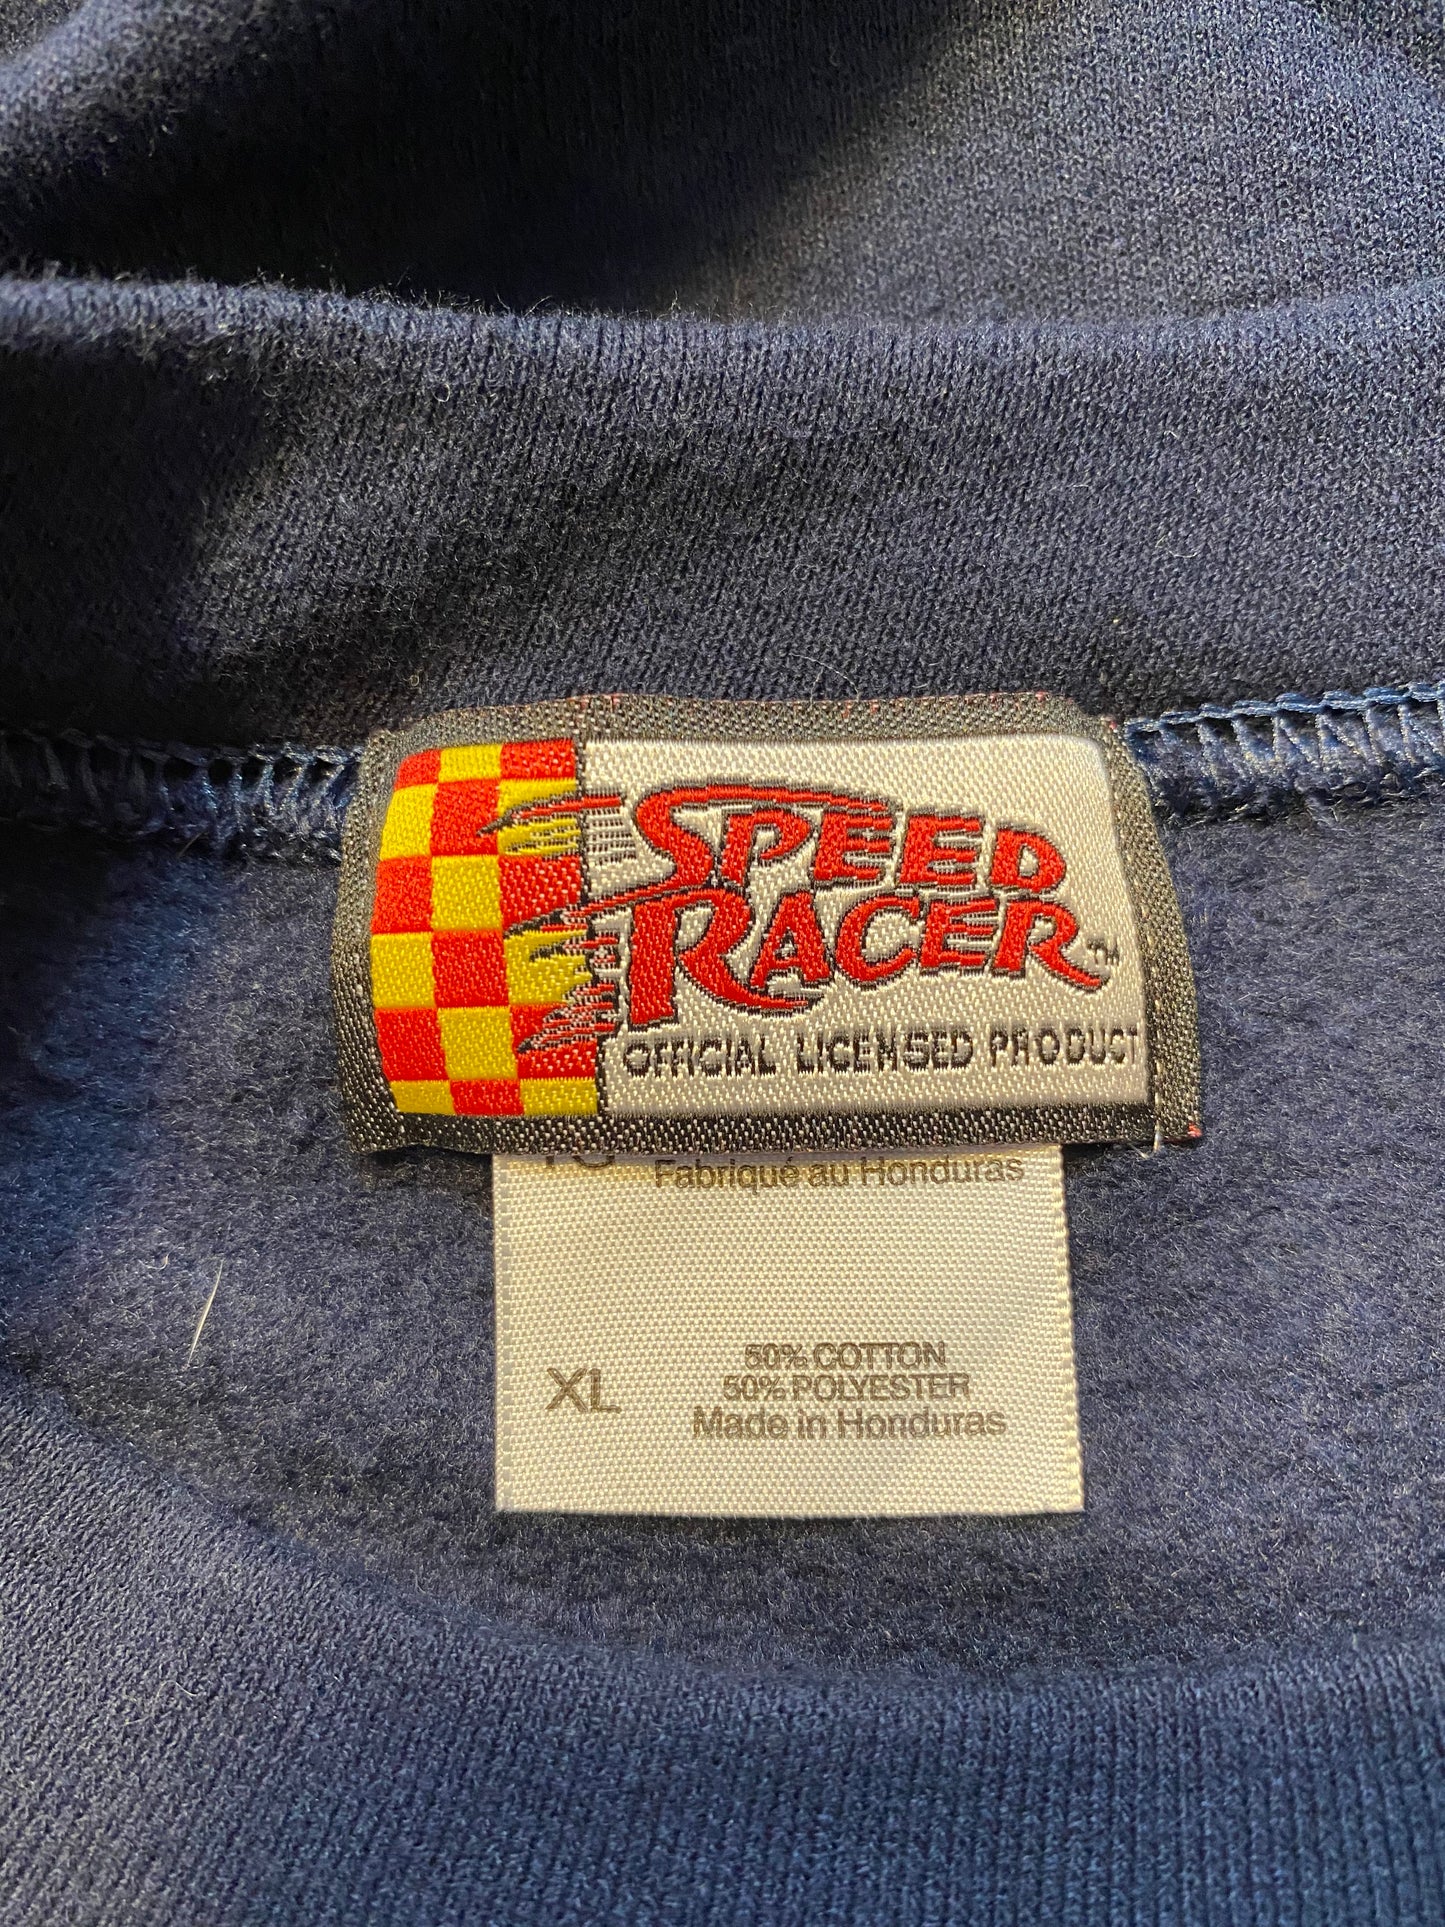 SPEED
RACER™
OFFICIAL LICENSED PRODUCT
Fabriqué au Honduras
50% COTTON
XL 50% POLYESTER
Made in Honduras